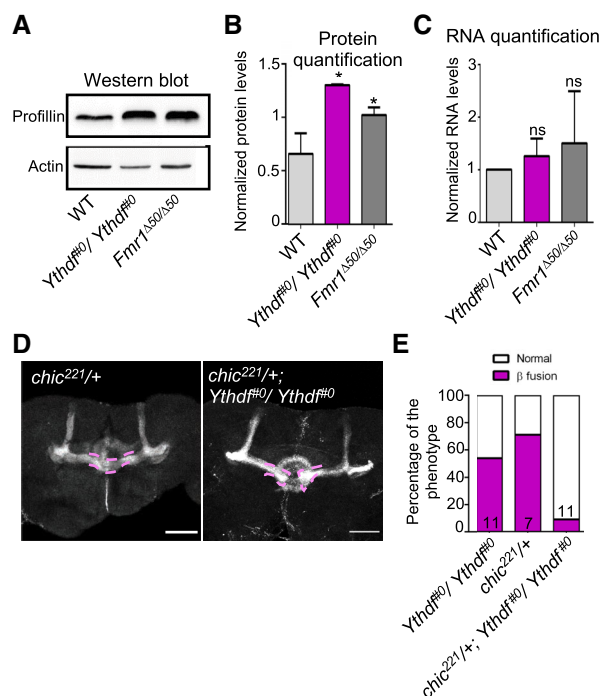 A
Western blot
Profillin
Actin
WT
Ythdf#0/ Ythdf#0
Fmr1Δ50/Δ50
B
Protein
quantification
Normalized protein levels
1.5
1
0.5
0
*
*
WT
Ythdf#0/ Ythdf#0
Fmr1Δ50/Δ50
C
RNA quantification
Normalized RNA levels
3
2
1
0
ns
ns
WT
Ythdf#0/ Ythdf#0
Fmr1Δ50/Δ50
D
chic221/+
chic221/+;
Ythdf#0/ Ythdf#0
E
Normal
β fusion
Percentage of the
phenotype
100
80
60
40
20
0
11
7
11
Ythdf#0/ Ythdf#0
chic221/+
chic221/+; Ythdf#0/ Ythdf#0